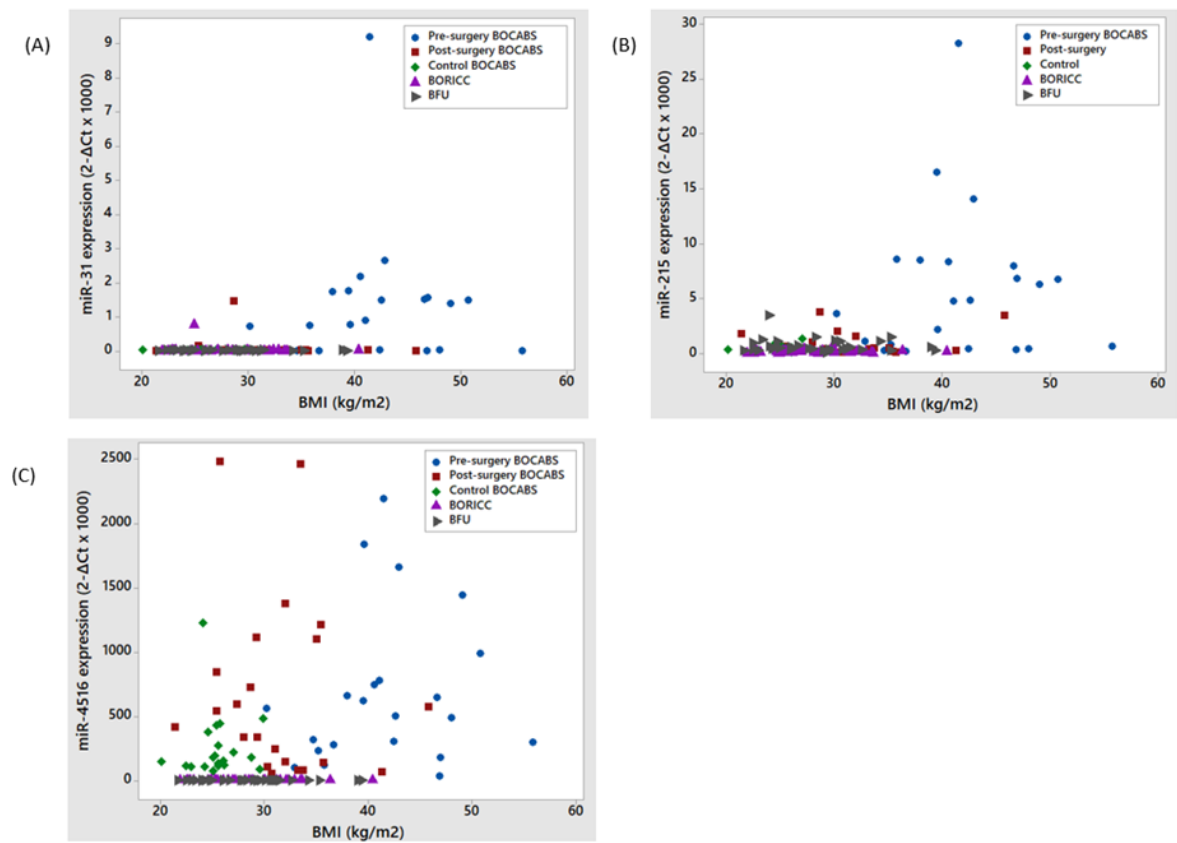 (A)
miR-31 expression (2-ΔCt x 1000)
9
8
7
6
5
4
3
2
1
0
20 30 40 50 60
BMI (kg/m2)
Pre-surgery BOCABS
Post-surgery BOCABS
Control BOCABS
BORICC
BFU
(B)
miR-215 expression (2-ΔCt x 1000)
30
25
20
15
10
5
0
20 30 40 50 60
BMI (kg/m2)
Pre-surgery BOCABS
Post-surgery
Control
BORICC
BFU
(C)
miR-4516 expression (2-ΔCt x 1000)
2500
2000
1500
1000
500
0
20 30 40 50 60
BMI (kg/m2)
Pre-surgery BOCABS
Post-surgery BOCABS
Control BOCABS
BORICC
BFU